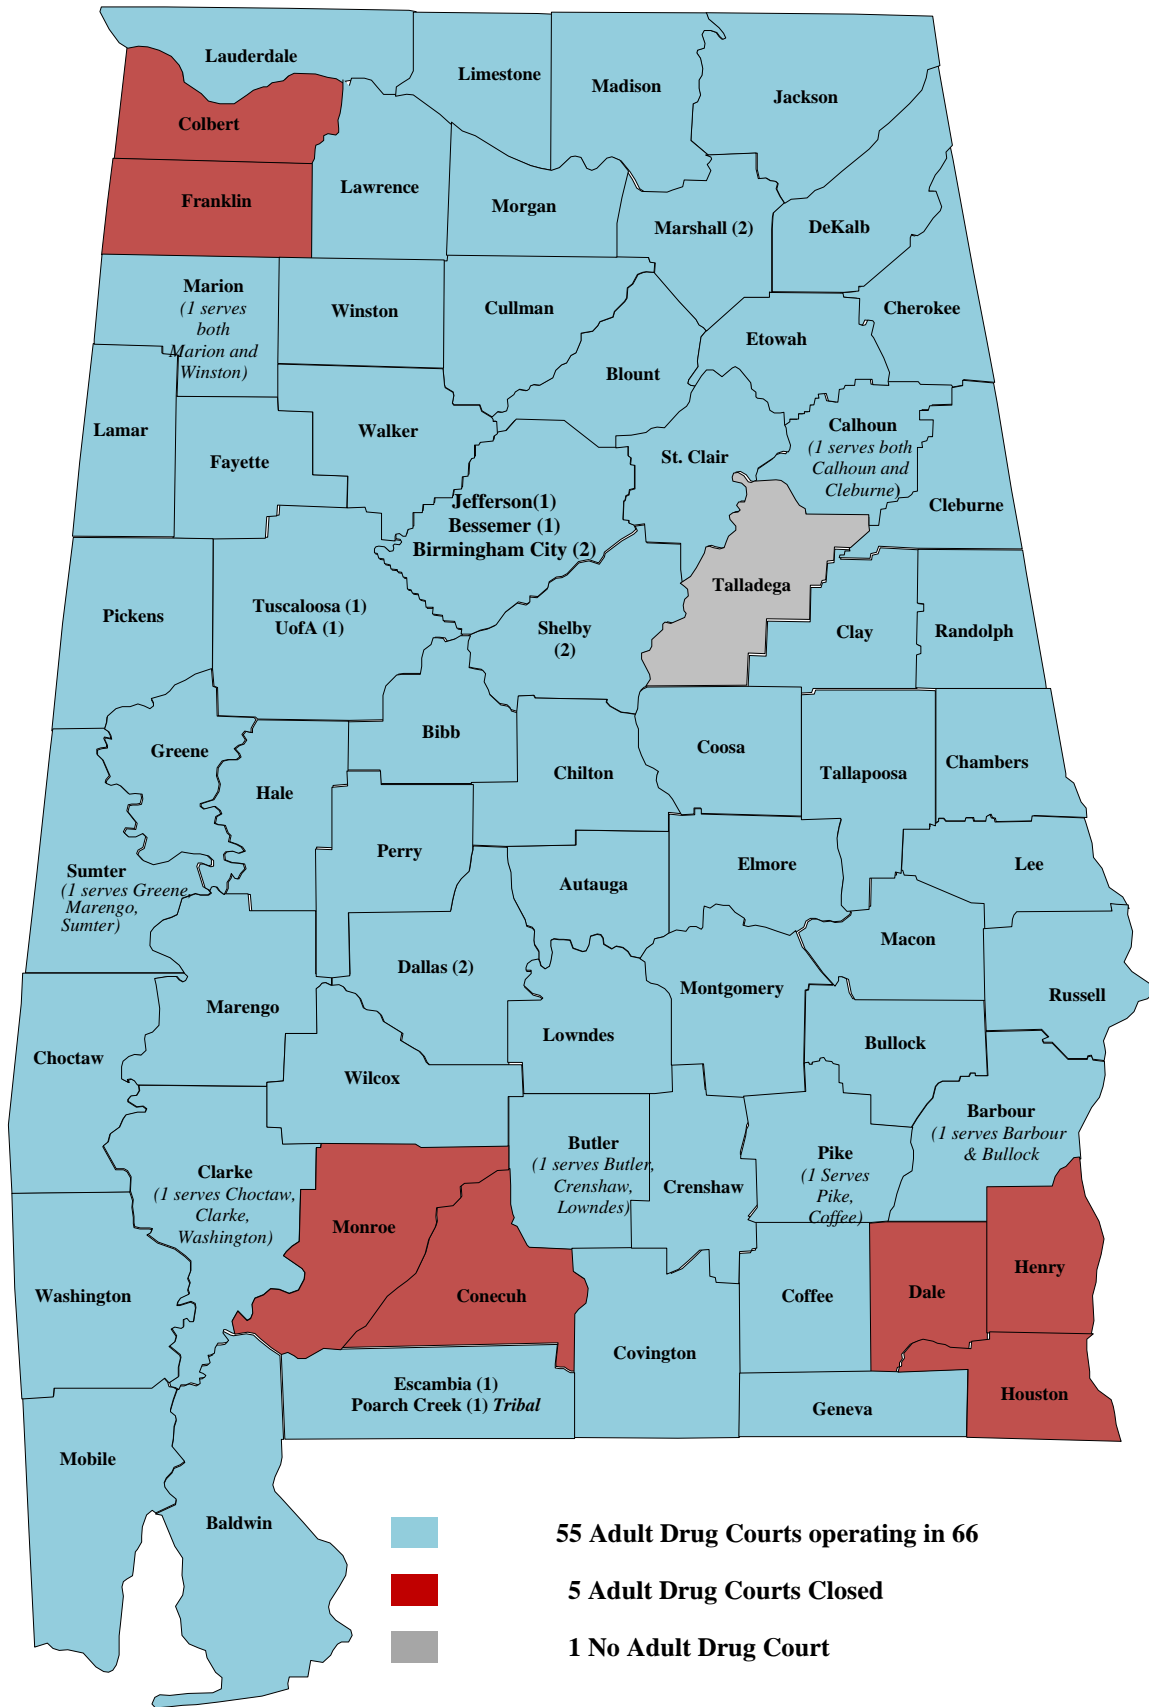 Lauderdale
Limestone
Madison
Jackson
Colbert
Franklin
Lawrence
Morgan
Marshall (2)
DeKalb
Marion
(1 serves
both
Marion and
Winston)
Winston
Cullman
Cherokee
Etowah
Blount
Lamar
Fayette
Walker
St. Clair
Calhoun
(1 serves both
Calhoun and
Cleburne)
Cleburne
Jefferson(1)
Bessemer (1)
Birmingham City (2)
Talladega
Pickens
Tuscaloosa (1)
UofA (1)
Shelby
(2)
Clay
Randolph
Greene
Bibb
Hale
Chilton
Coosa
Tallapoosa
Chambers
Sumter
(1 serves Greene,
Marengo,
Sumter)
Perry
Autauga
Elmore
Lee
Macon
Dallas (2)
Montgomery
Russell
Marengo
Lowndes
Bullock
Choctaw
Wilcox
Barbour
(1 serves Barbour
& Bullock
Clarke
(1 serves Choctaw,
Clarke,
Washington)
Butler
(1 serves Butler,
Crenshaw,
Lowndes)
Crenshaw
Pike
(1 Serves
Pike,
Coffee)
Monroe
Conecuh
Washington
Coffee
Dale
Henry
Covington
Escambia (1)
Poarch Creek (1) Tribal
Geneva
Houston
Mobile
Baldwin
55 Adult Drug Courts operating in 66
5 Adult Drug Courts Closed
1 No Adult Drug Court